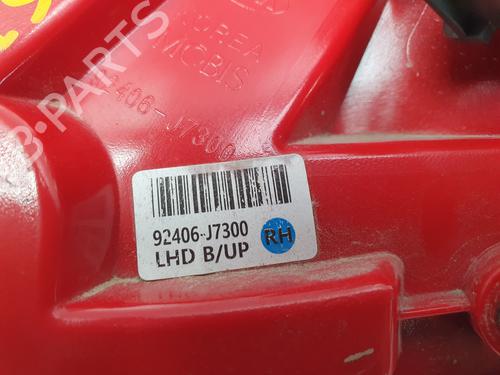 KOREA
MOBIS
92406-J7300
B-PARTS
92406-J7300
RH
LHD B/UP